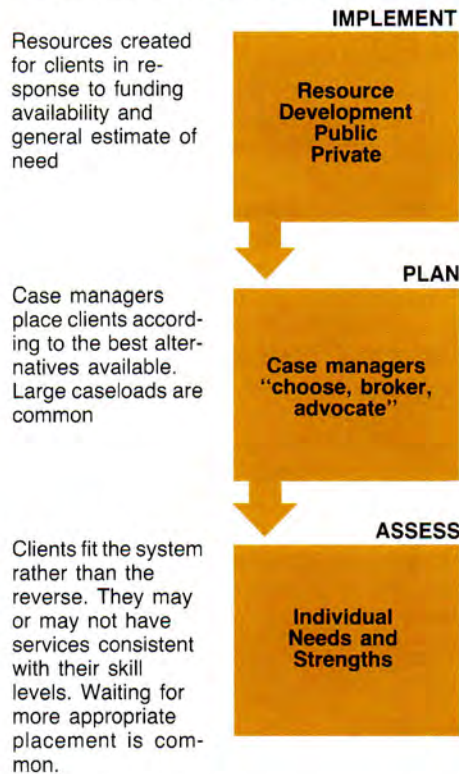 IMPLEMENT
Resources created
for clients in re-
sponse to funding
availability and
general estimate of
need
Resource
Development
Public
Private
PLAN
Case managers
place clients accord-
ing to the best alter-
natives available.
Large caseloads are
common
Case managers
“choose, broker,
advocate”
ASSESS
Clients fit the system
rather than the
reverse. They may
or may not have
services consistent
with their skill
levels. Waiting for
more appropriate
placement is com-
mon.
Individual
Needs and
Strengths